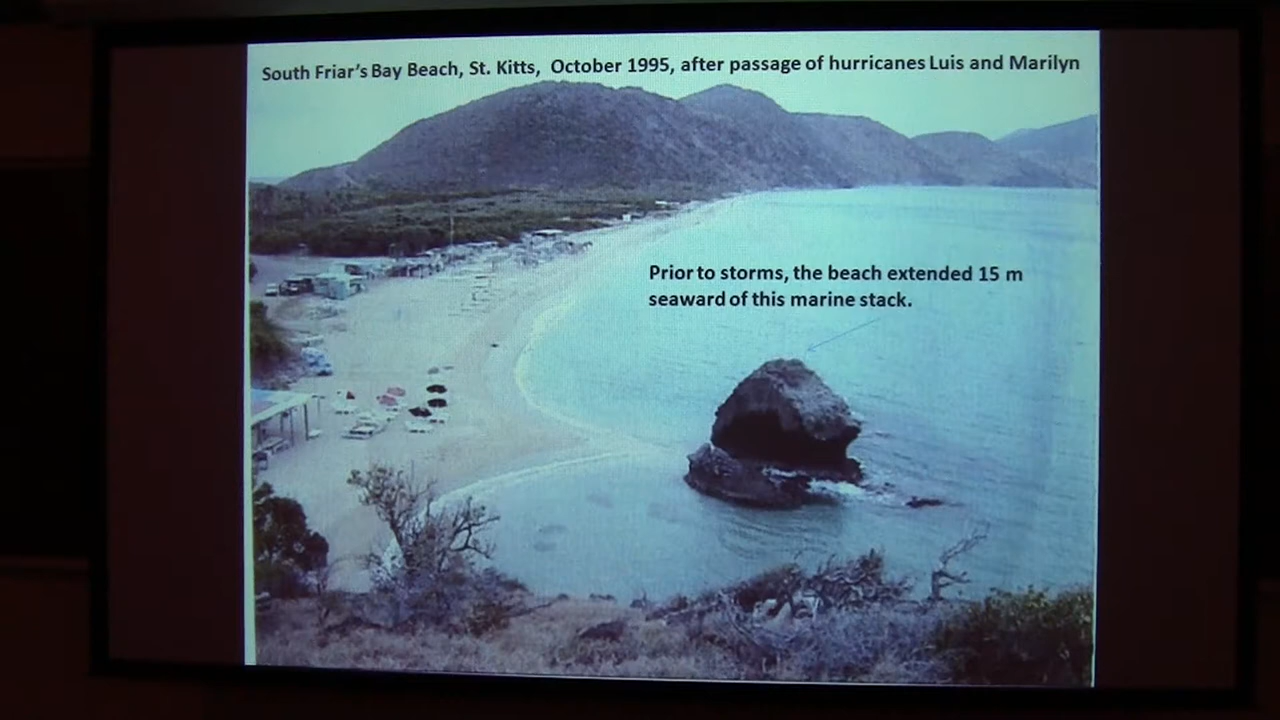 South Friar's Bay Beach, St. Kitts, October 1995, after passage of hurricanes Luis and Marilyn
Prior to storms, the beach extended 15 m
seaward of this marine stack.